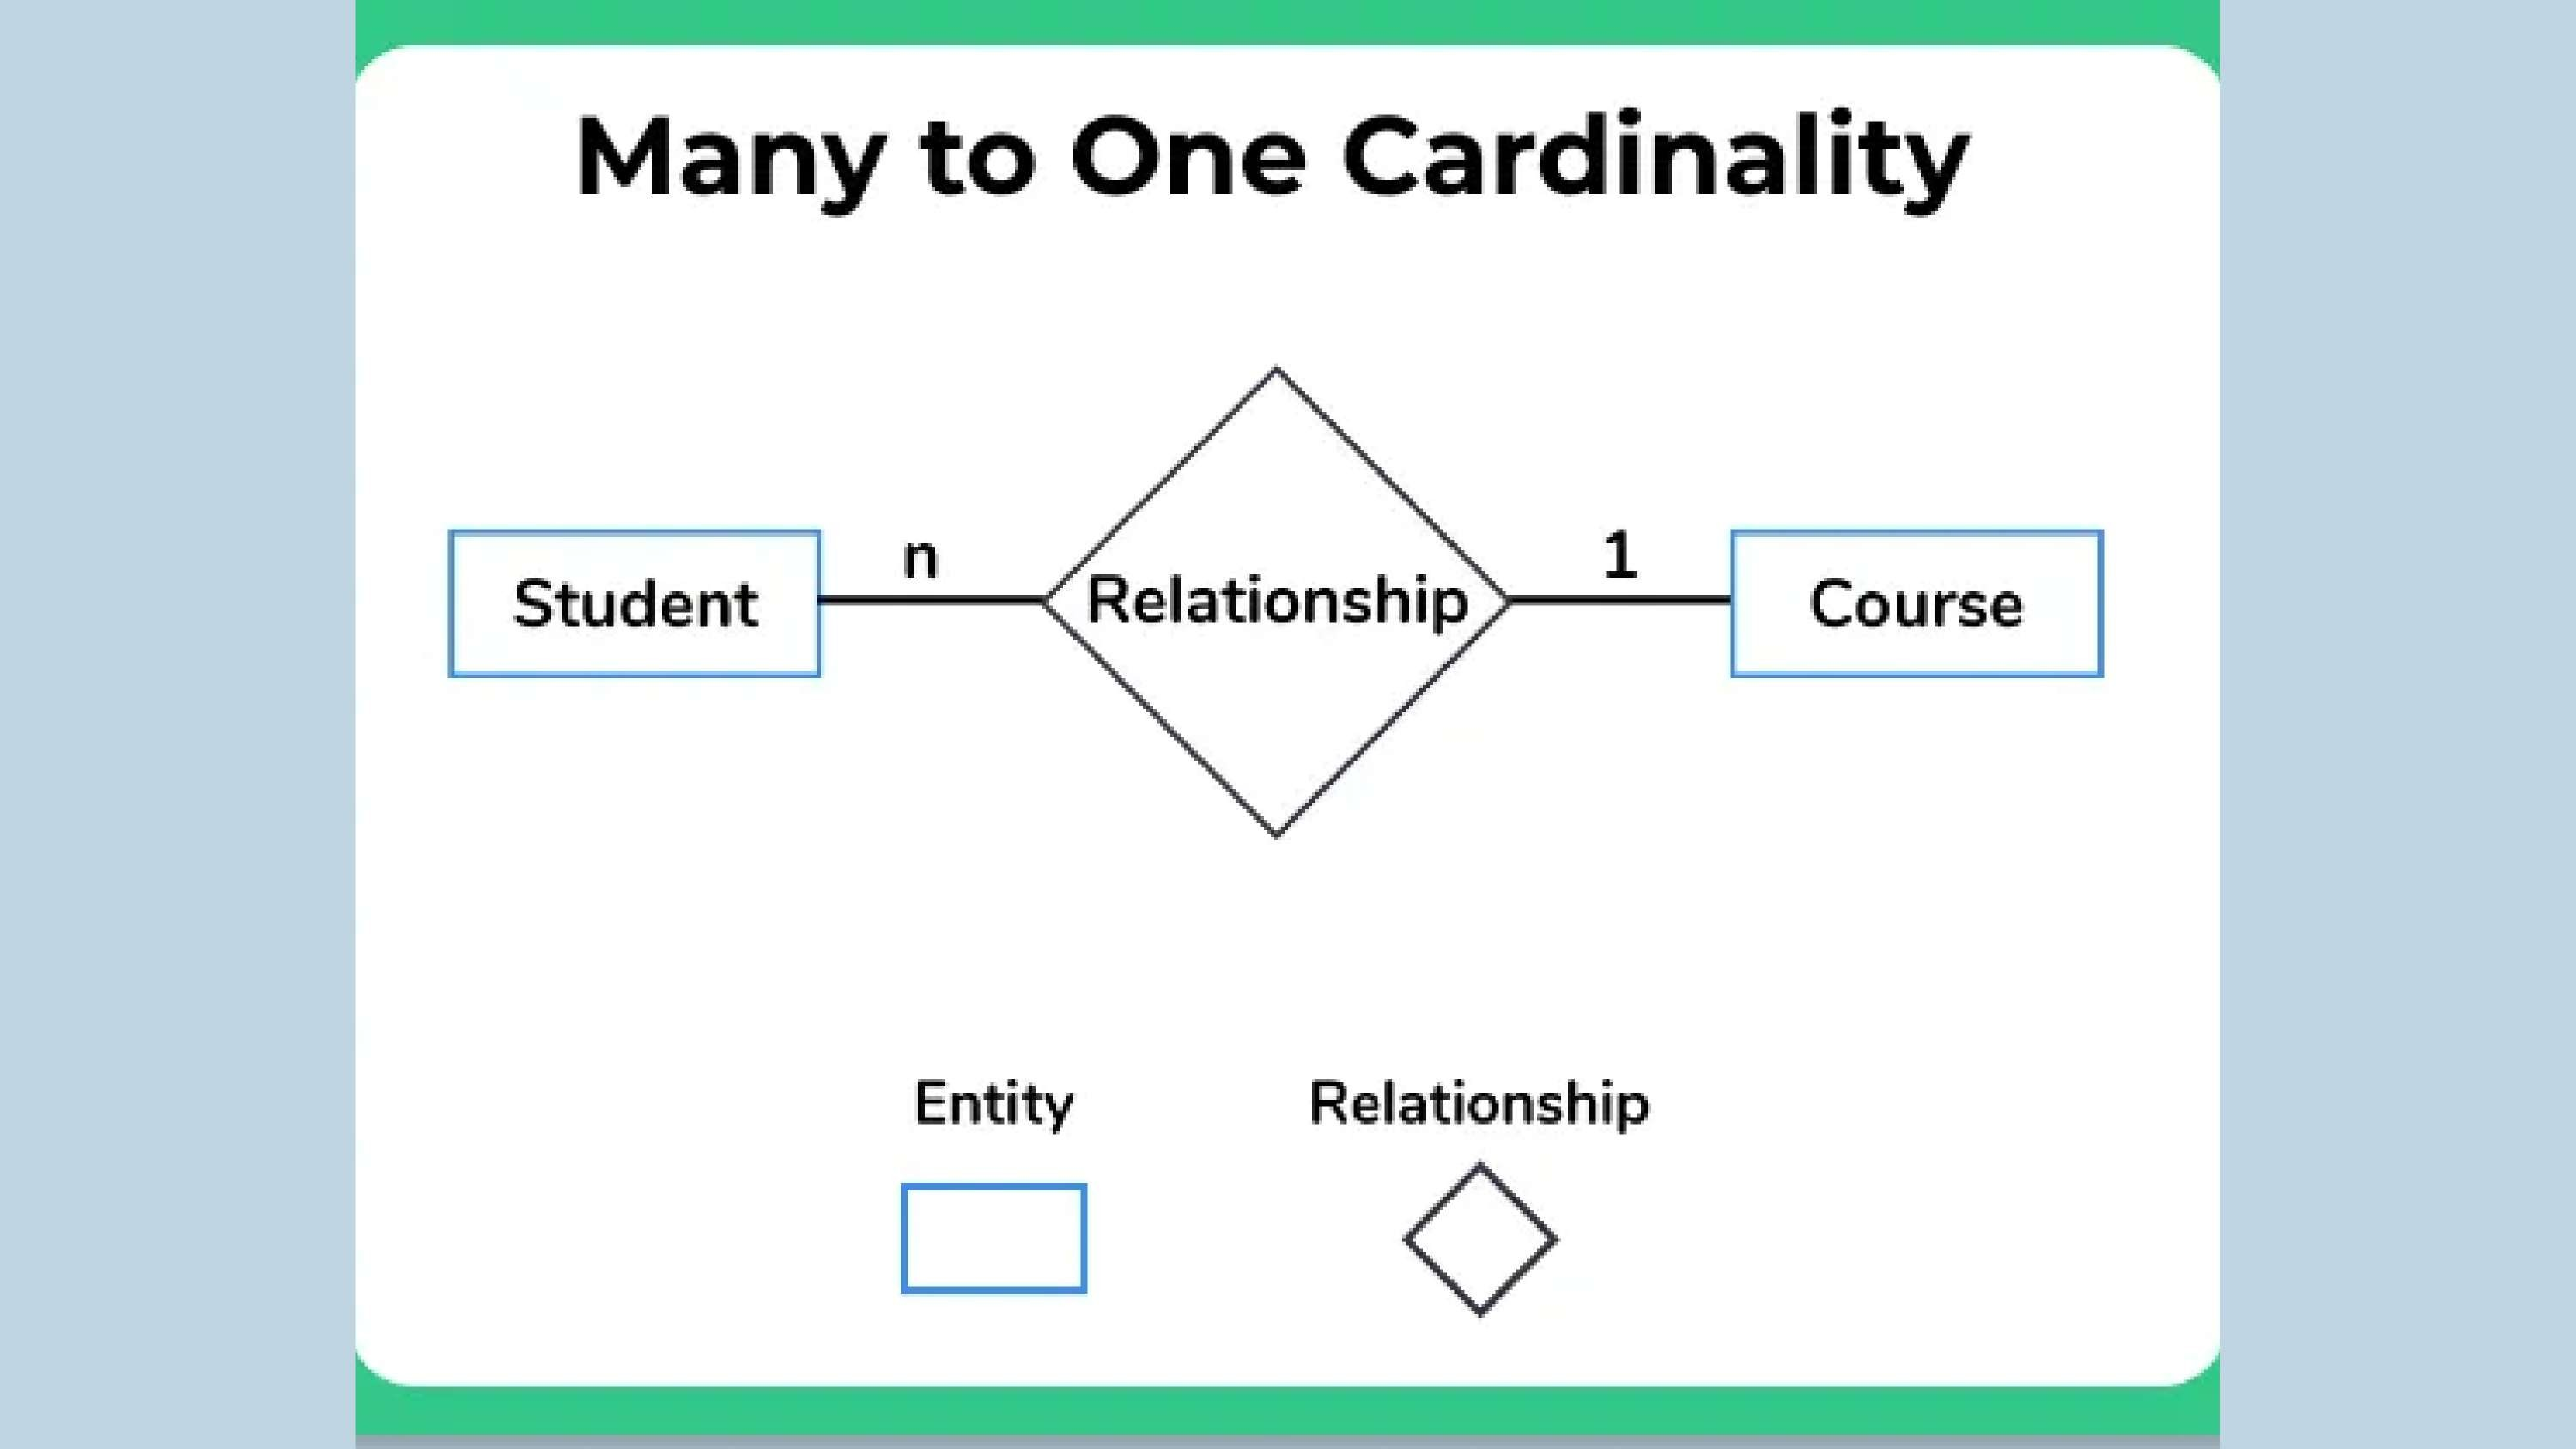 Many to One Cardinality
n
1
Student
Relationship
Course
Entity
Relationship